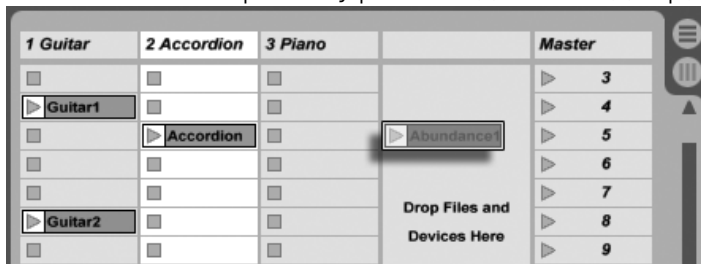 1 Guitar 2 Accordion 3 Piano Master
3
Guitar1 4
Accordion Abundance1 5
6
7
Drop Files and
Guitar2 8
Devices Here
9